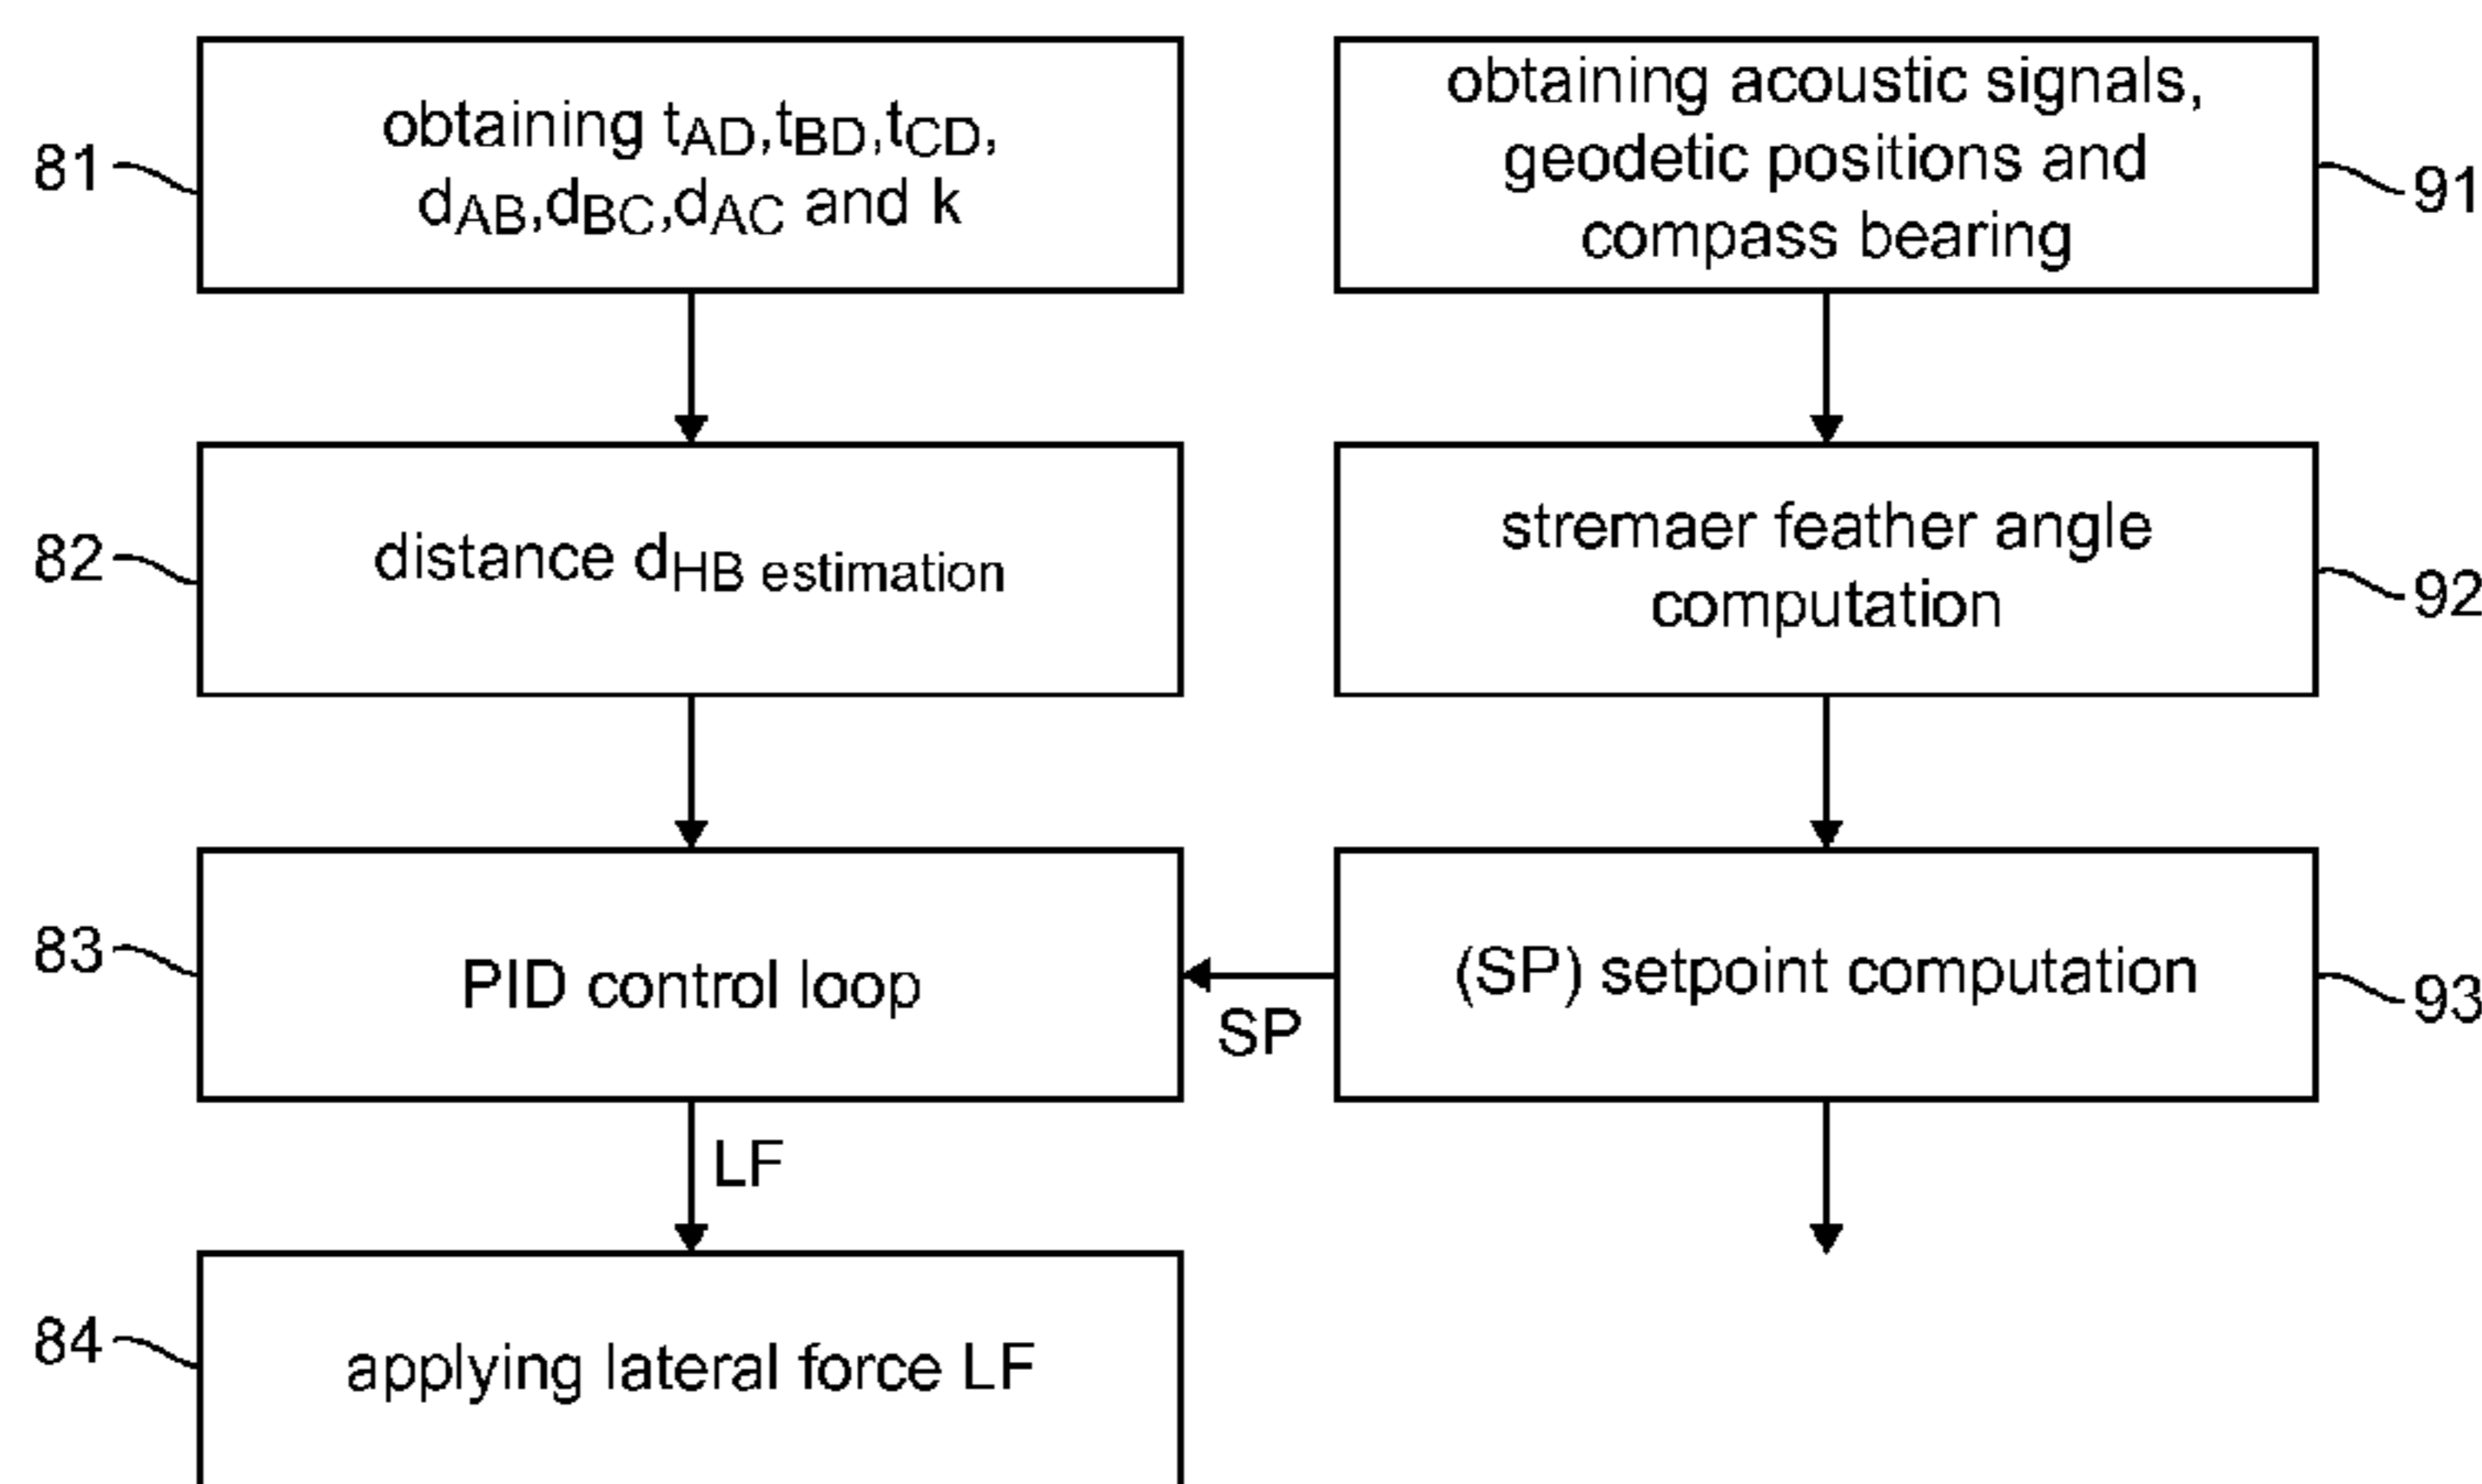 81
obtaining tAD,tBD,tCD,
dAB,dBC,dAC and k
82
distance dHB estimation
83
PID control loop
LF
84
applying lateral force LF
obtaining acoustic signals,
geodetic positions and
compass bearing
91
stremaer feather angle
computation
92
(SP) setpoint computation
93
SP